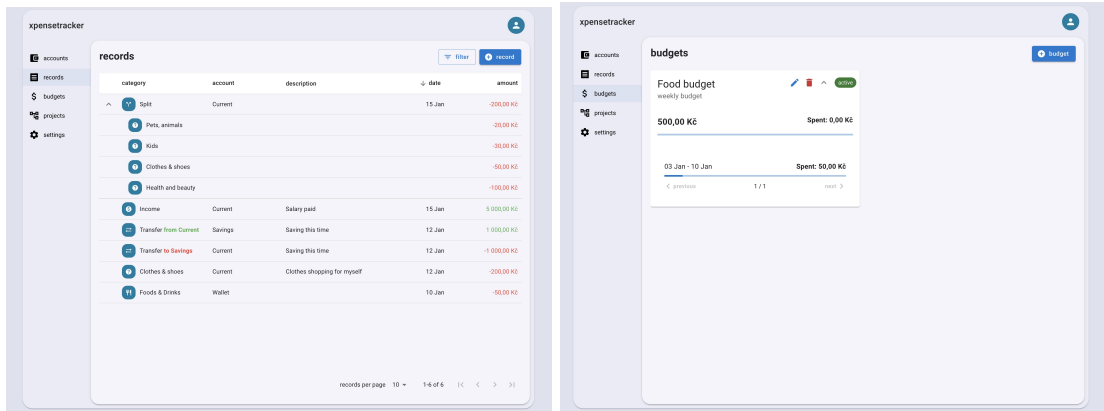 xpensetracker
accounts
records
budgets
projects
settings
records
filter
record
category account description date amount
Split Current 15 Jan -200,00 Kč
Pets, animals -20,00 Kč
Kids -30,00 Kč
Clothes & shoes -50,00 Kč
Health and beauty -100,00 Kč
Income Current Salary paid 15 Jan 5 000,00 Kč
Transfer from Current Savings Saving this time 12 Jan 1 000,00 Kč
Transfer to Savings Current Saving this time 12 Jan -1 000,00 Kč
Clothes & shoes Current Clothes shopping for myself 12 Jan -200,00 Kč
Foods & Drinks Wallet 10 Jan -50,00 Kč
records per page 10 1-6 of 6
xpensetracker
accounts
records
budgets
projects
settings
budgets
budget
Food budget active
weekly budget
500,00 Kč Spent: 0,00 Kč
03 Jan - 10 Jan Spent: 50,00 Kč
previous 1 / 1 next